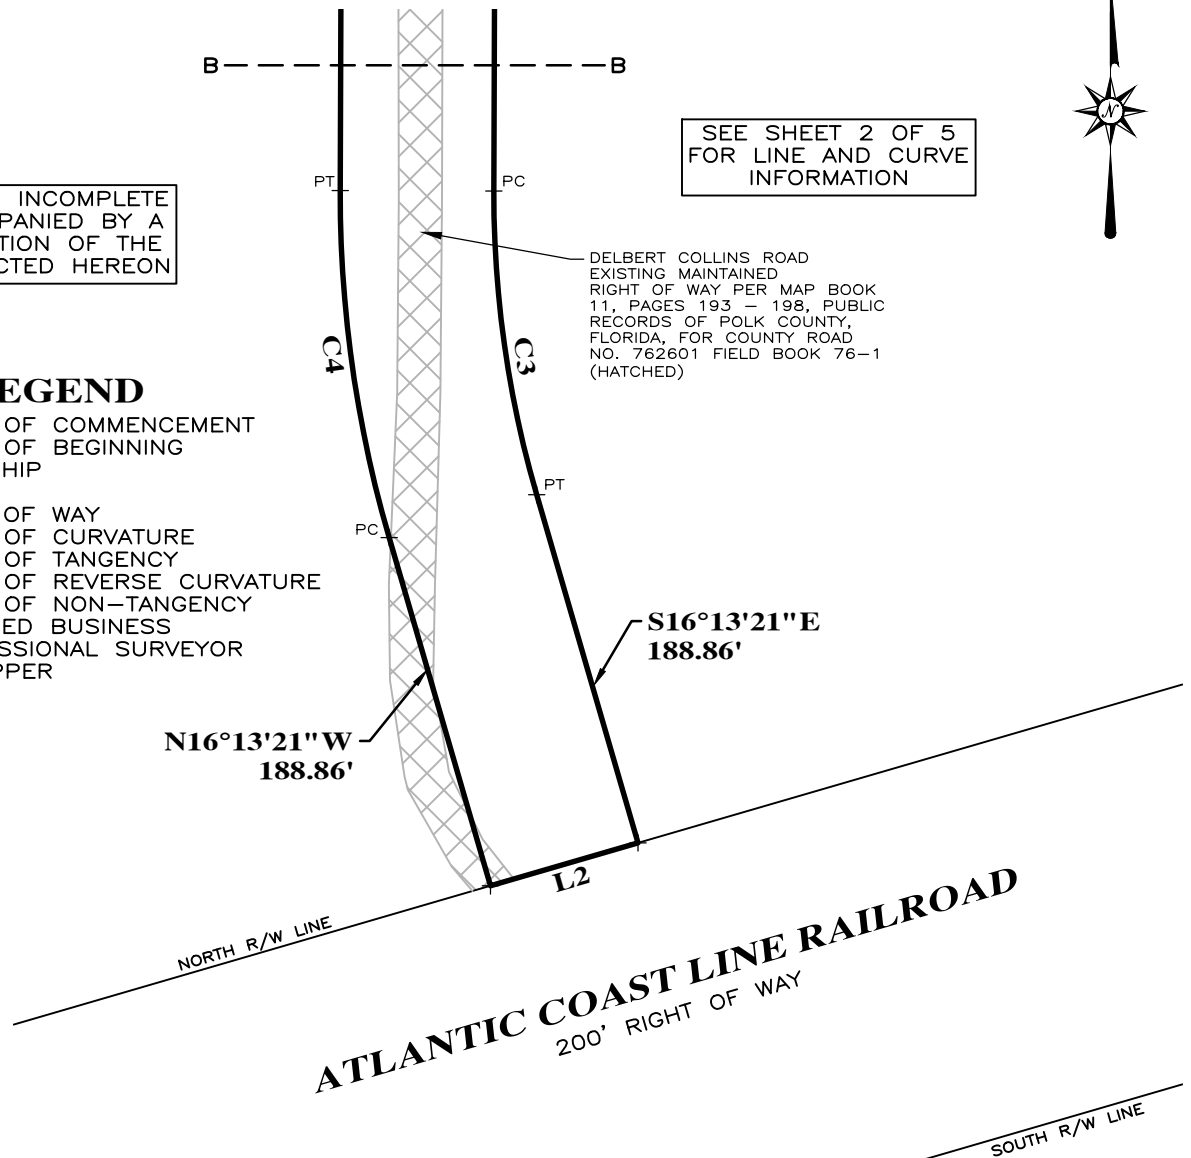 B
B
N
SEE SHEET 2 OF 5
FOR LINE AND CURVE
INFORMATION
PT
PC
INCOMPLETE
PANIED BY A
TION OF THE
CTED HEREON
DELBERT COLLINS ROAD
EXISTING MAINTAINED
RIGHT OF WAY PER MAP BOOK
11, PAGES 193 – 198, PUBLIC
RECORDS OF POLK COUNTY,
FLORIDA, FOR COUNTY ROAD
NO. 762601 FIELD BOOK 76–1
(HATCHED)
C4
C3
EGEND
OF COMMENCEMENT
OF BEGINNING
HIP
OF WAY
OF CURVATURE
OF TANGENCY
OF REVERSE CURVATURE
OF NON–TANGENCY
ED BUSINESS
SSIONAL SURVEYOR
PPER
PT
PC
S16°13'21"E
188.86'
N16°13'21"W
188.86'
L2
NORTH R/W LINE
ATLANTIC COAST LINE RAILROAD
200' RIGHT OF WAY
SOUTH R/W LINE